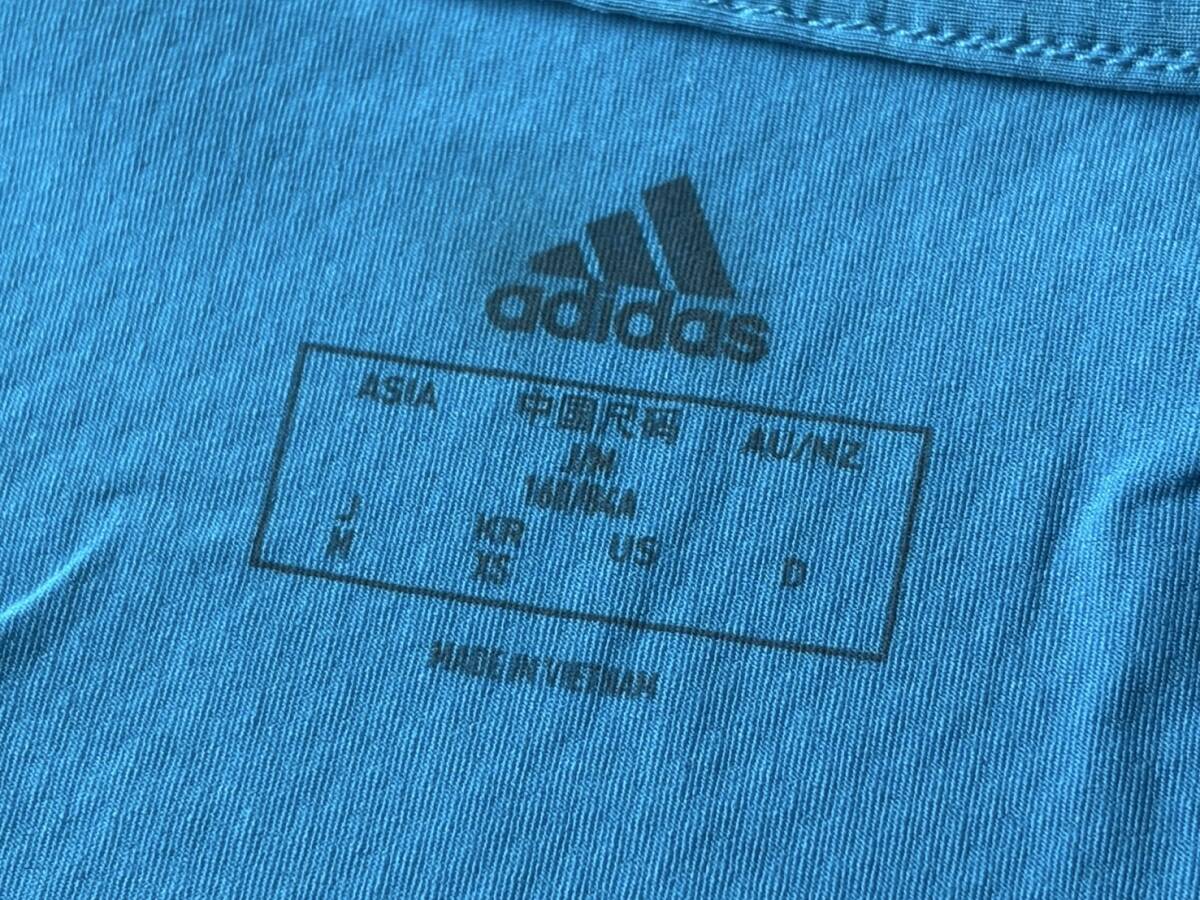 adidas
ASIA 中国尺码 AU/NZ
J/M
160/84A
J KR US D
M XS
MADE IN VIETNAM